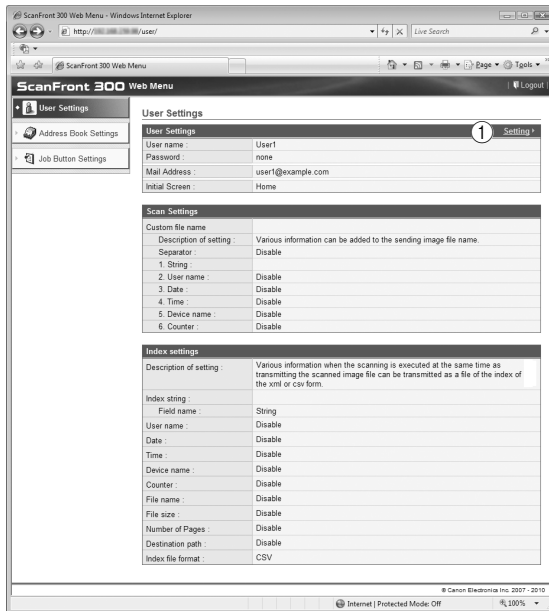 ScanFront 300 Web Menu - Windows Internet Explorer
http:// /user/
Live Search
ScanFront 300 Web Menu
Page
Tools
ScanFront 300 Web Menu
Logout
User Settings
Address Book Settings
Job Button Settings
User Settings
User Settings
1 Setting
User name : User1
Password : none
Mail Address : user1@example.com
Initial Screen : Home
Scan Settings
Custom file name
Description of setting : Various information can be added to the sending image file name.
Separator : Disable
1. String :
2. User name : Disable
3. Date : Disable
4. Time : Disable
5. Device name : Disable
6. Counter : Disable
Index settings
Description of setting : Various information when the scanning is executed at the same time as
transmitting the scanned image file can be transmitted as a file of the index of
the xml or csv form.
Index string :
Field name : String
User name : Disable
Date : Disable
Time : Disable
Device name : Disable
Counter : Disable
File name : Disable
File size : Disable
Number of Pages : Disable
Destination path : Disable
Index file format : CSV
© Canon Electronics Inc. 2007 - 2010
Internet | Protected Mode: Off
100%